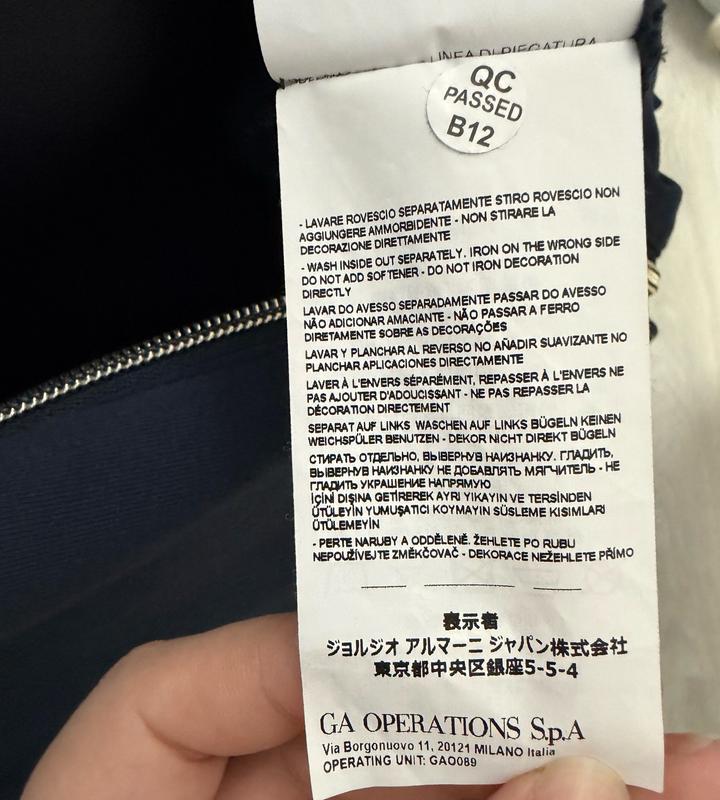 LINEA DI PIEGATURA
QC
PASSED
B12
- LAVARE ROVESCIO SEPARATAMENTE STIRO ROVESCIO NON
AGGIUNGERE AMMORBIDENTE - NON STIRARE LA
DECORAZIONE DIRETTAMENTE
- WASH INSIDE OUT SEPARATELY. IRON ON THE WRONG SIDE
DO NOT ADD SOFTENER - DO NOT IRON DECORATION
DIRECTLY
LAVAR DO AVESSO SEPARADAMENTE PASSAR DO AVESSO
NÃO ADICIONAR AMACIANTE - NÃO PASSAR A FERRO
DIRETAMENTE SOBRE AS DECORAÇÕES
LAVAR Y PLANCHAR AL REVERSO NO AÑADIR SUAVIZANTE NO
PLANCHAR APLICACIONES DIRECTAMENTE
LAVER À L'ENVERS SÉPARÉMENT, REPASSER À L'ENVERS NE
PAS AJOUTER D'ADOUCISSANT - NE PAS REPASSER LA
DÉCORATION DIRECTEMENT
SEPARAT AUF LINKS WASCHEN AUF LINKS BÜGELN KEINEN
WEICHSPÜLER BENUTZEN - DEKOR NICHT DIREKT BÜGELN
СТИРАТЬ ОТДЕЛЬНО, ВЫВЕРНУВ НАИЗНАНКУ. ГЛАДИТЬ,
ВЫВЕРНУВ НАИЗНАНКУ НЕ ДОБАВЛЯТЬ МЯГЧИТЕЛЬ - НЕ
ГЛАДИТЬ УКРАШЕНИЕ НАПРЯМУЮ
İÇİNİ DIŞINA GETİREREK AYRI YIKAYIN VE TERSİNDEN
ÜTÜLEYİN YUMUŞATICI KOYMAYIN SÜSLEME KISIMLARI
ÜTÜLEMEYİN
- PERTE NARUBY A ODDĚLENĚ. ŽEHLETE PO RUBU
NEPOUŽÍVEJTE ZMĚKČOVAČ - DEKORACE NEŽEHLETE PŘÍMO
表示者
ジョルジオ アルマーニ ジャパン株式会社
東京都中央区銀座5-5-4
GA OPERATIONS S.p.A
Via Borgonuovo 11, 20121 MILANO Italia
OPERATING UNIT: GAO089